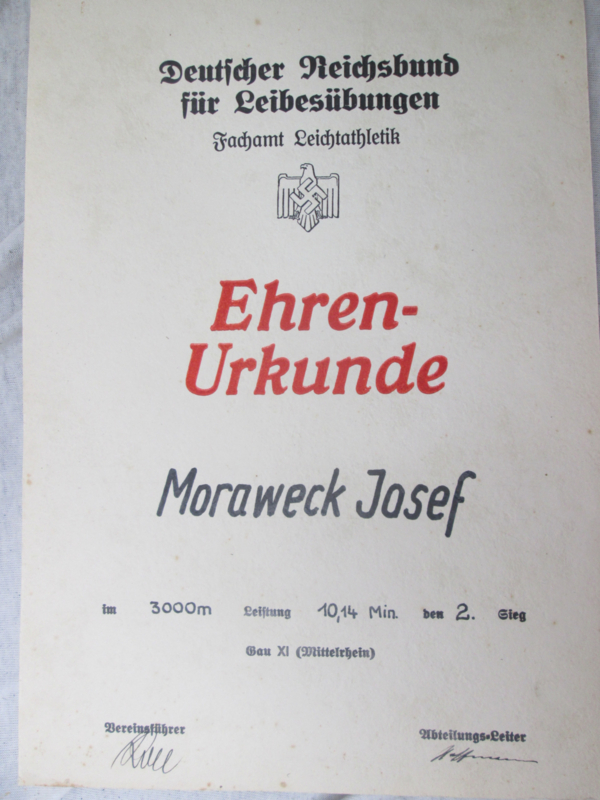 Deutscher Reichsbund
für Leibesübungen
Fachamt Leichtathletik
Ehren-
Urkunde
Moraweck Josef
im 3000m Leistung 10,14 Min. den 2. Sieg
Gau XI (Mittelrhein)
Vereinsführer Abteilungs-Leiter